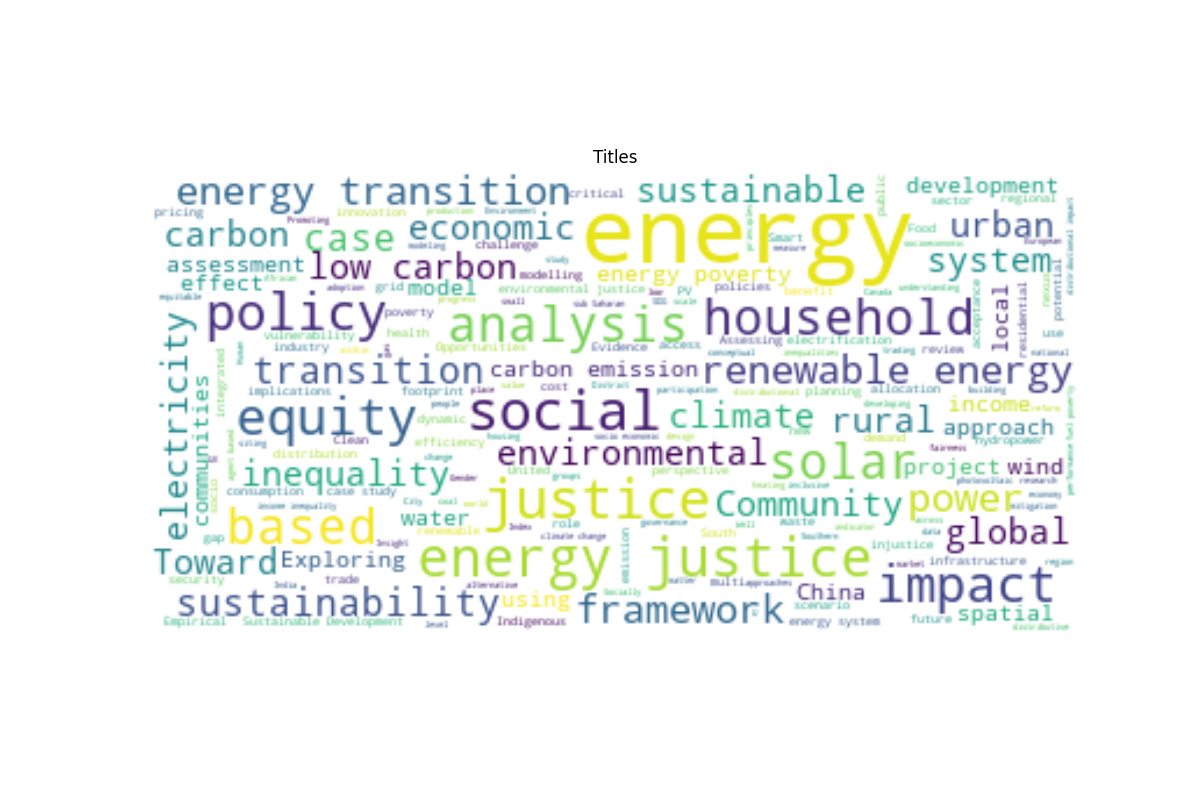 Titles
energy transition critical sustainable public development
sector regional
pricing Promoting innovation production Environment energy principles Smart measure Food socioeconomic urban European distributional impact
carbon case economic modeling challenge system
assessment low carbon modelling study energy poverty understanding
effect African adoption grid model environmental justice policies benefit Canada nexus potential
equitable progress small sub Saharan SDG scale PV
policy poverty analysis household acceptance local residential
vulnerability health Assessing electrification use
electricity integrated Human industry within gas Opportunities Evidence access conceptual inequalities trading review national
transition carbon emission renewable energy
communities implications footprint place value cost District participation distributional planning allocation building
equity people dynamic social climate developing rural income reform
approach
siting agent based Clean efficiency housing socio economic design new demand fairness hydropower
distribution change environmental
inequality Gender United groups perspective solar project wind
socio consumption case study heating inclusive photovoltaic research
income inequality City coal world justice Community power economy mitigation
based water Index role governance Well waste indicator across
gap Insight renewable climate change emission South Southern injustice data global
Toward Exploring energy justice market infrastructure region
security India trade alternative matter Multi approaches
sustainability using Socially framework China scenario impact
Empirical Sustainable Development level Indigenous energy system future spatial
distributive
performance fuel poverty